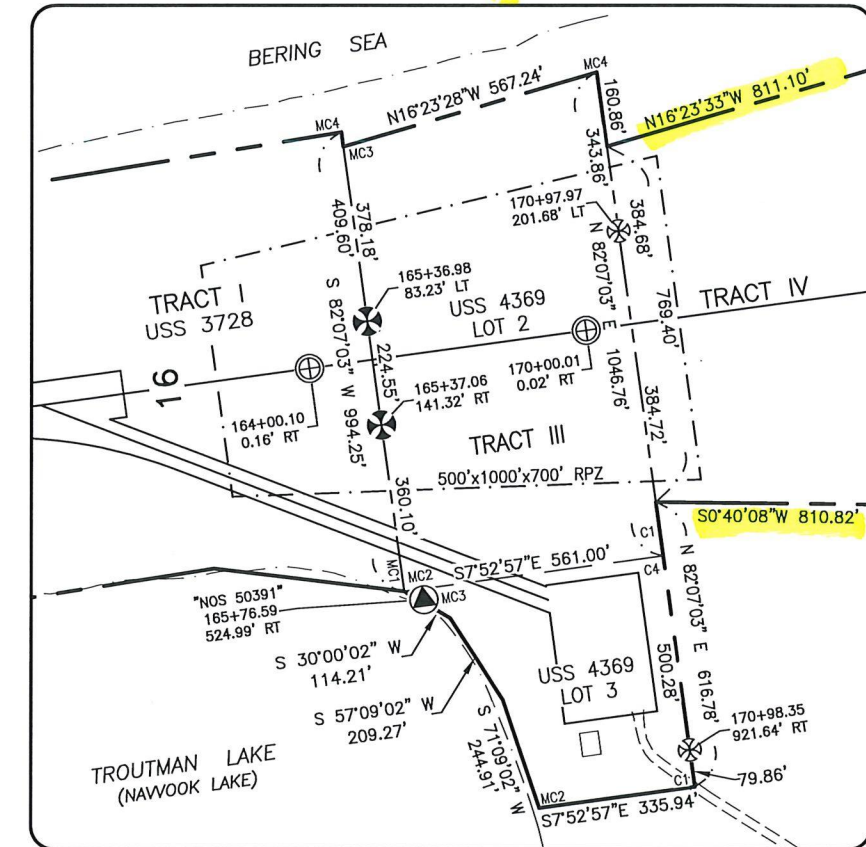 BERING SEA
MC4
N16°23'28"W 567.24'
MC4
160.86'
N16°23'33"W 811.10'
MC3
343.86'
378.18'
409.60'
170+97.97
201.68' LT
384.68'
N 82°07'03" E 1046.76'
769.40'
TRACT I
USS 3728
165+36.98
83.23' LT
USS 4369
LOT 2
TRACT IV
S 82°07'03" W 994.25'
224.55'
16
164+00.10
0.16' RT
165+37.06
141.32' RT
170+00.01
0.02' RT
384.72'
TRACT III
500'x1000'x700' RPZ
360.10'
S0°40'08"W 810.82'
C1
C4
MC1
MC2
S7°52'57"E 561.00'
MC3
"NOS 50391"
165+76.59
524.99' RT
N 82°07'03" E 616.78'
S 30°00'02" W
114.21'
S 57°09'02" W
209.27'
USS 4369
LOT 3
500.28'
170+98.35
921.64' RT
S 71°09'02" W
244.91'
TROUTMAN LAKE
(NAVVOOK LAKE)
C1
79.86'
MC2
S7°52'57"E 335.94'